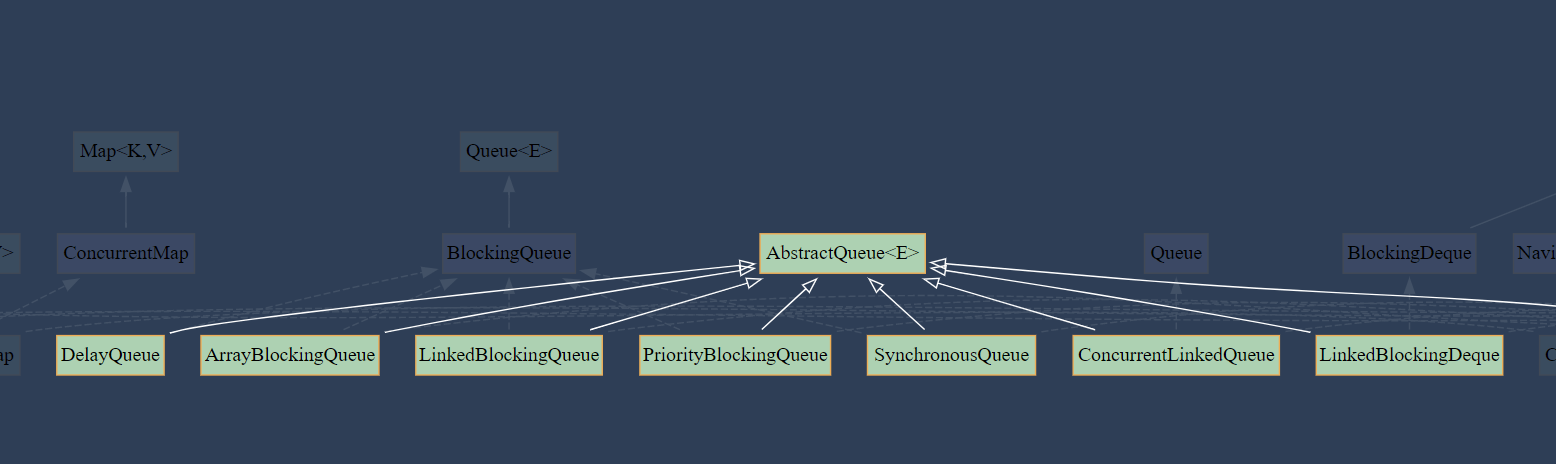 Map<K,V>
Queue<E>
>
ConcurrentMap
BlockingQueue
AbstractQueue<E>
Queue
BlockingDeque
Navi
ap
DelayQueue
ArrayBlockingQueue
LinkedBlockingQueue
PriorityBlockingQueue
SynchronousQueue
ConcurrentLinkedQueue
LinkedBlockingDeque
C